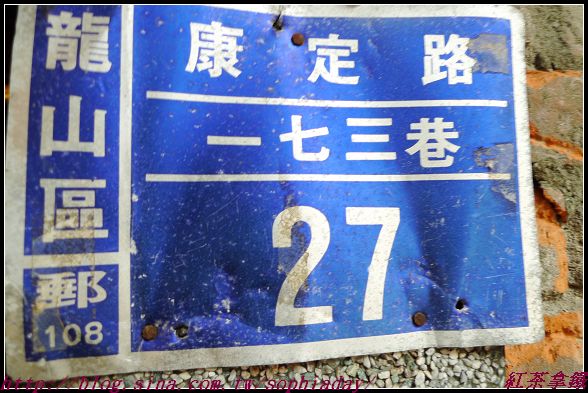 龍山區
郵
108
康定路
一七三巷
27
http://blog.sina.com.tw/sophiaday/
紅茶拿鐵